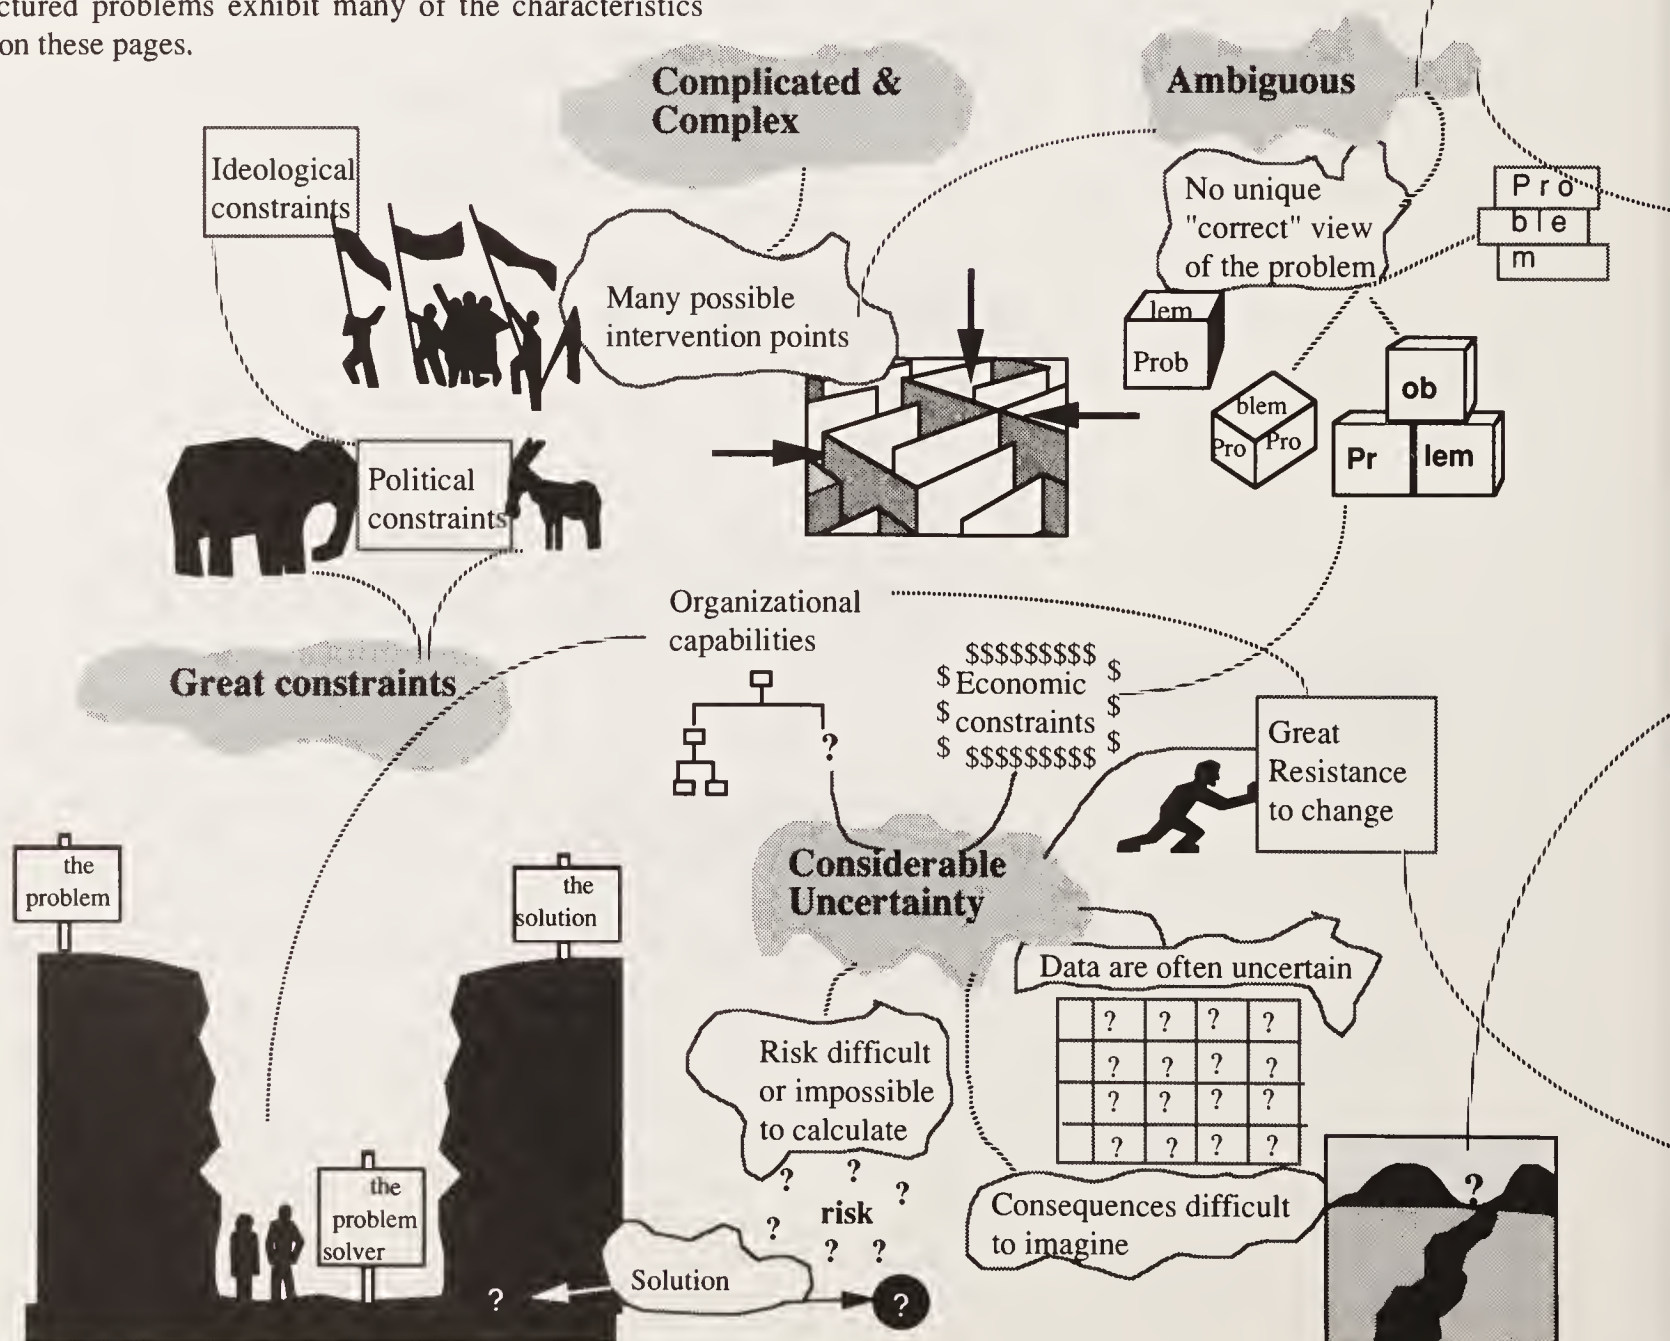 ctured problems exhibit many of the characteristics
on these pages.
Complicated &
Complex
Ambiguous
Ideological
constraints
Many possible
intervention points
No unique
"correct" view
of the problem
P r o
b l e
m
lem
Prob
blem
Pro Pro
ob
Pr lem
Political
constraints
Great constraints
Organizational
capabilities
?
$$$$$$$$$
$ Economic $
$ constraints $
$ $$$$$$$$$ $
Great
Resistance
to change
Considerable
Uncertainty
the
problem
the
solution
the
problem
solver
Data are often uncertain
? ? ? ?
? ? ? ?
? ? ? ?
? ? ? ?
Risk difficult
or impossible
to calculate
? ? ?
risk
? ? ?
Consequences difficult
to imagine
?
Solution
? ?